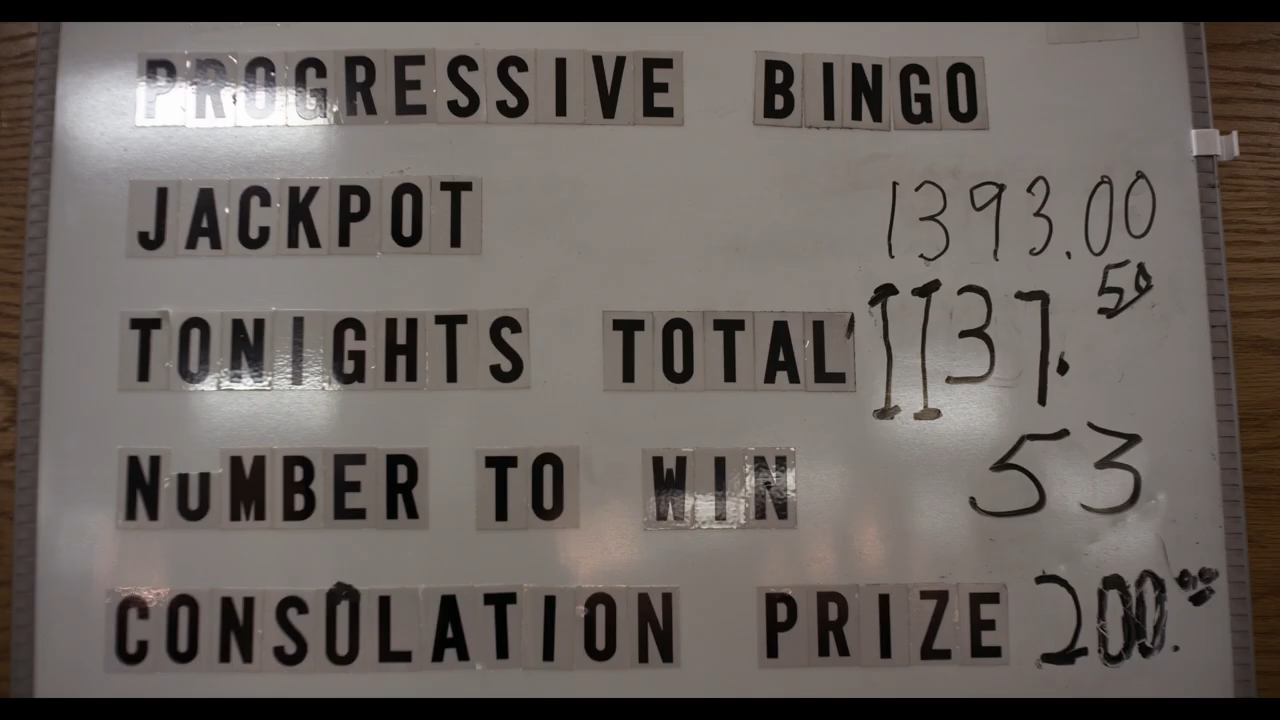 PROGRESSIVE BINGO
JACKPOT 1393.00
TONIGHTS TOTAL 1137.50
NUMBER TO WIN 53
CONSOLATION PRIZE 200.00